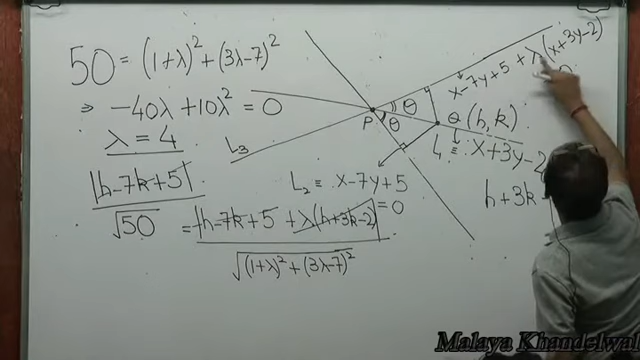 50 = (1+λ)² + (3λ-7)²
⇒ -40λ + 10λ² = 0
λ = 4
|h-7k+5| / √50 = |h-7k+5 + λ(h+3k-2)| / √((1+λ)² + (3λ-7)²)
L₃
P
θ
θ
x-7y+5 + λ(x+3y-2)
Q (h, k)
L₁ ≡ x+3y-2
L₂ ≡ x-7y+5 = 0
h+3k
Malaya Khandelwal